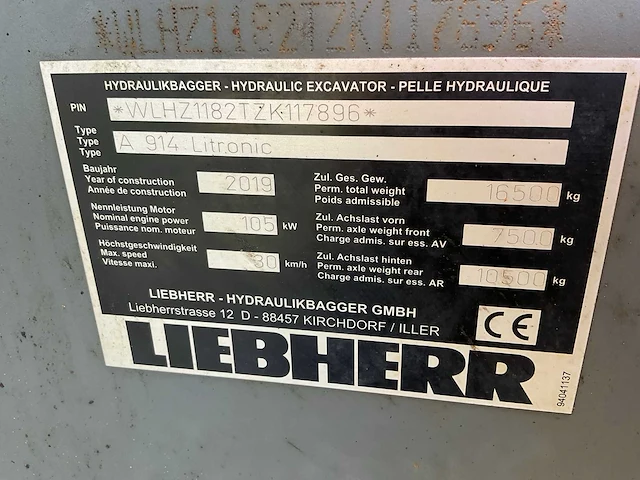 *WLHZ1182TZK117896*
HYDRAULIKBAGGER - HYDRAULIC EXCAVATOR - PELLE HYDRAULIQUE
PIN *WLHZ1182TZK117896*
Type
Type A 914 Litronic
Type
Baujahr
Year of construction 2019
Année de construction
Nennleistung Motor
Nominal engine power 105 kW
Puissance nom. moteur
Höchstgeschwindigkeit
Max. speed 30 km/h
Vitesse maxi.
Zul. Ges. Gew.
Perm. total weight 16500 kg
Poids admissible
Zul. Achslast vorn
Perm. axle weight front 7500 kg
Charge admis. sur ess. AV
Zul. Achslast hinten
Perm. axle weight rear 10500 kg
Charge admis. sur ess. AR
LIEBHERR - HYDRAULIKBAGGER GMBH
Liebherrstrasse 12 D - 88457 KIRCHDORF / ILLER
CE
LIEBHERR
94041137